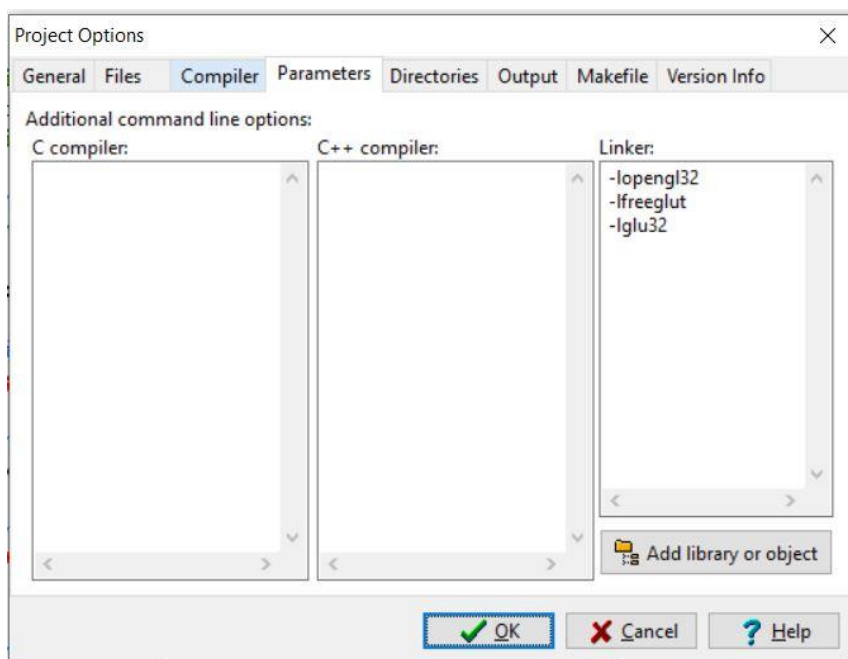 Project Options
General Files Compiler Parameters Directories Output Makefile Version Info
Additional command line options:
C compiler:
C++ compiler:
Linker:
-lopengl32
-lfreeglut
-lglu32
Add library or object
OK Cancel Help